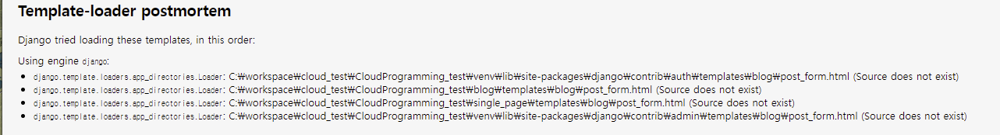 Template-loader postmortem
Django tried loading these templates, in this order:
Using engine django:
• django.template.loaders.app_directories.Loader: C:₩workspace₩cloud_test₩CloudProgramming_test₩venv₩lib₩site-packages₩django₩contrib₩auth₩templates₩blog₩post_form.html (Source does not exist)
• django.template.loaders.app_directories.Loader: C:₩workspace₩cloud_test₩CloudProgramming_test₩blog₩templates₩blog₩post_form.html (Source does not exist)
• django.template.loaders.app_directories.Loader: C:₩workspace₩cloud_test₩CloudProgramming_test₩single_page₩templates₩blog₩post_form.html (Source does not exist)
• django.template.loaders.app_directories.Loader: C:₩workspace₩cloud_test₩CloudProgramming_test₩venv₩lib₩site-packages₩django₩contrib₩admin₩templates₩blog₩post_form.html (Source does not exist)